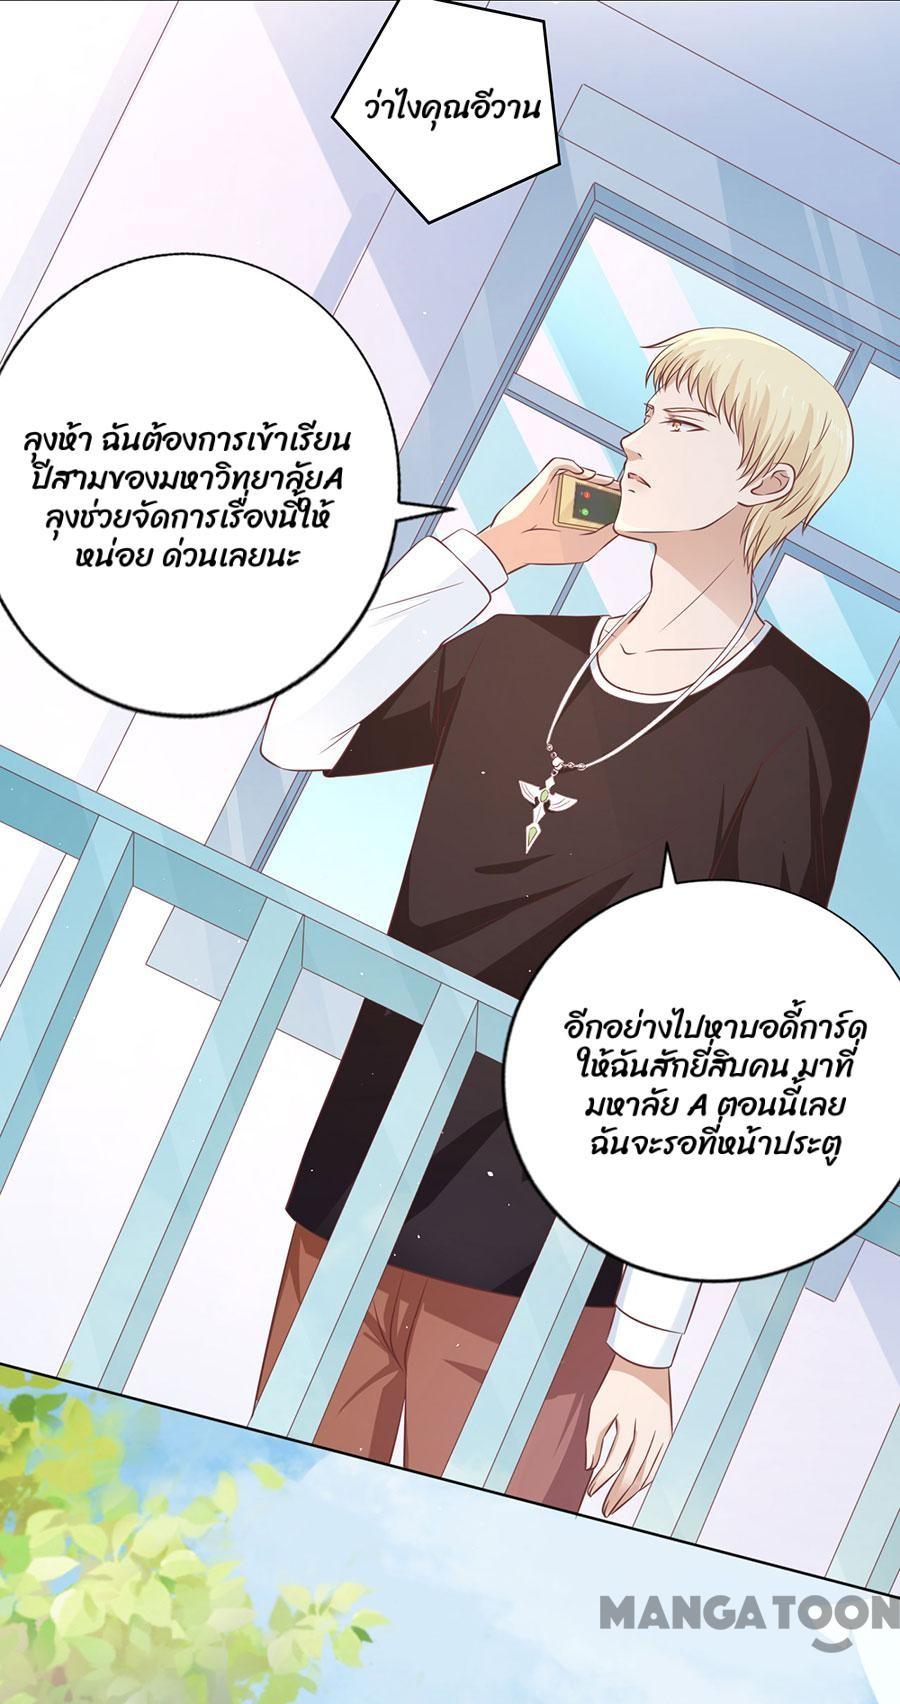 ว่าไงคุณอีวาน
ลุงห้า ฉันต้องการเข้าเรียน
ปีสามของมหาวิทยาลัยA
ลุงช่วยจัดการเรื่องนี้ให้
หน่อย ด่วนเลยนะ
อีกอย่างไปหาบอดี้การ์ด
ให้ฉันสักยี่สิบคน มาที่
มหาลัย A ตอนนี้เลย
ฉันจะรอที่หน้าประตู
MANGATOON